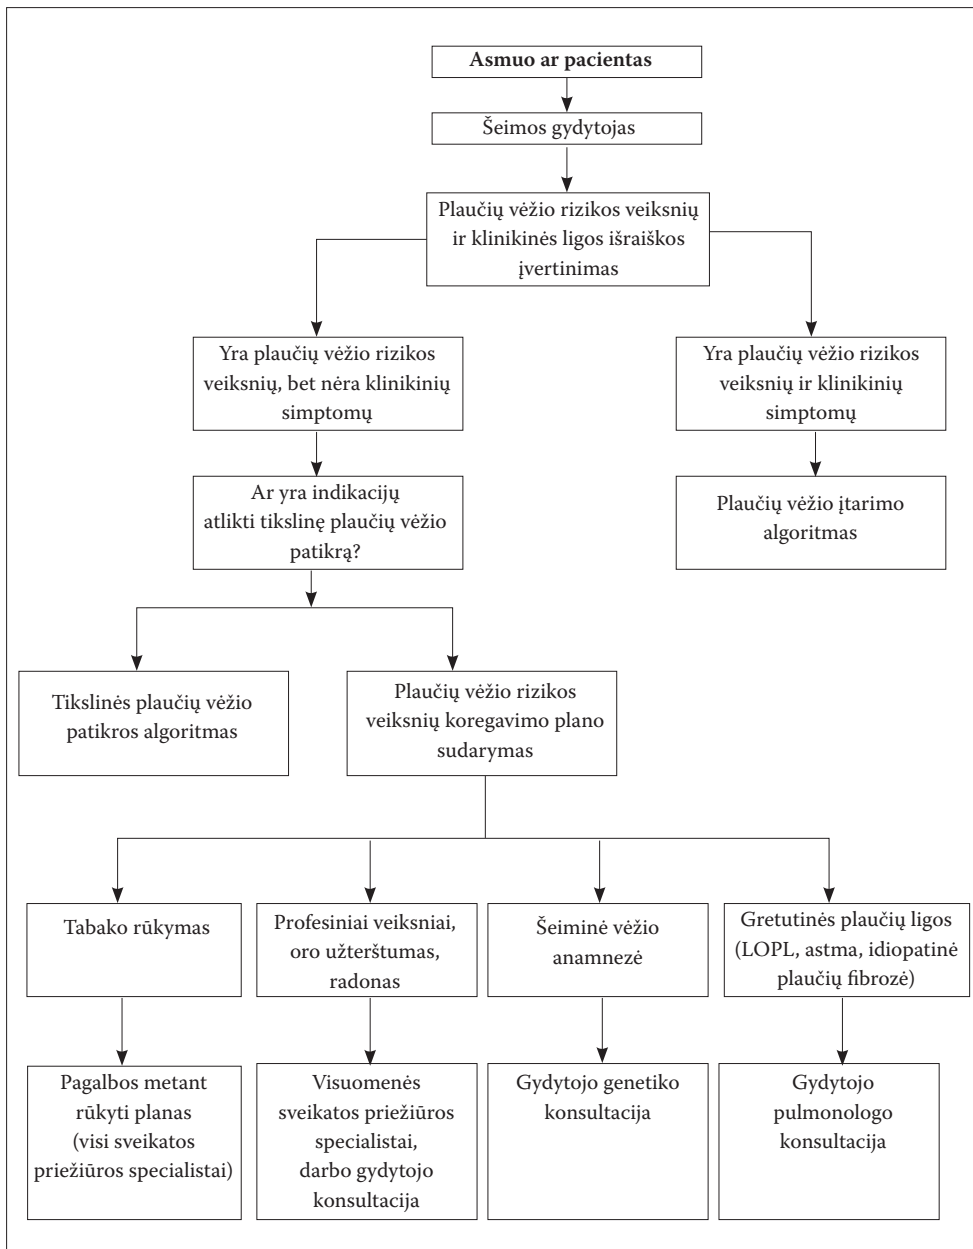 Asmuo ar pacientas
Šeimos gydytojas
Plaučių vėžio rizikos veiksnių
ir klinikinės ligos išraiškos
įvertinimas
Yra plaučių vėžio rizikos
veiksnių, bet nėra klinikinių
simptomų
Yra plaučių vėžio rizikos
veiksnių ir klinikinių
simptomų
Ar yra indikacijų
atlikti tikslinę plaučių vėžio
patikrą?
Plaučių vėžio įtarimo
algoritmas
Tikslinės plaučių vėžio
patikros algoritmas
Plaučių vėžio rizikos
veiksnių koregavimo plano
sudarymas
Tabako rūkymas
Profesiniai veiksniai,
oro užterštumas,
radonas
Šeiminė vėžio
anamnezė
Gretutinės plaučių ligos
(LOPL, astma, idiopatinė
plaučių fibrozė)
Pagalbos metant
rūkyti planas
(visi sveikatos
priežiūros specialistai)
Visuomenės
sveikatos priežiūros
specialistai,
darbo gydytojo
konsultacija
Gydytojo genetiko
konsultacija
Gydytojo
pulmonologo
konsultacija